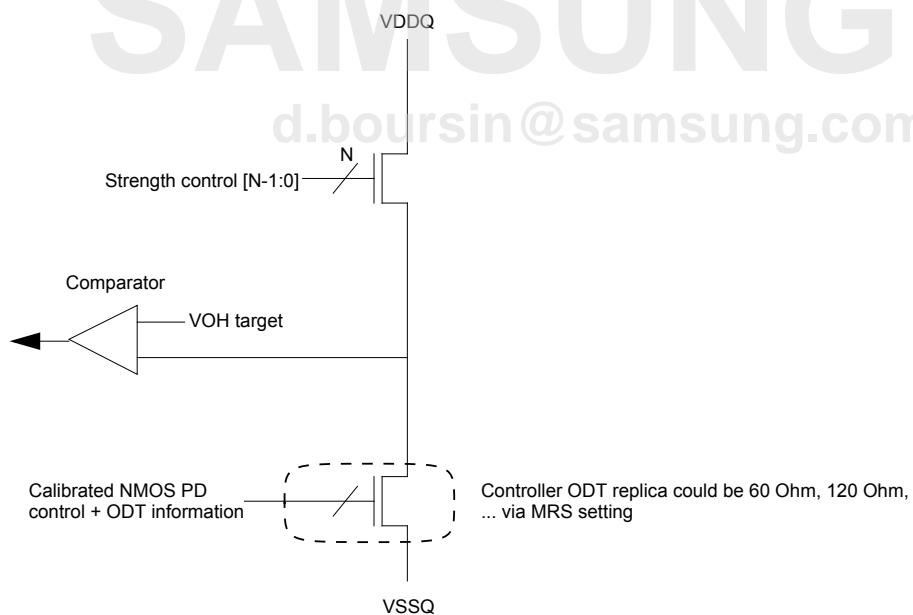 SAMSUNG
VDDQ
d.boursin@samsung.com
N
Strength control [N-1:0]
Comparator
VOH target
Calibrated NMOS PD
control + ODT information
Controller ODT replica could be 60 Ohm, 120 Ohm,
... via MRS setting
VSSQ